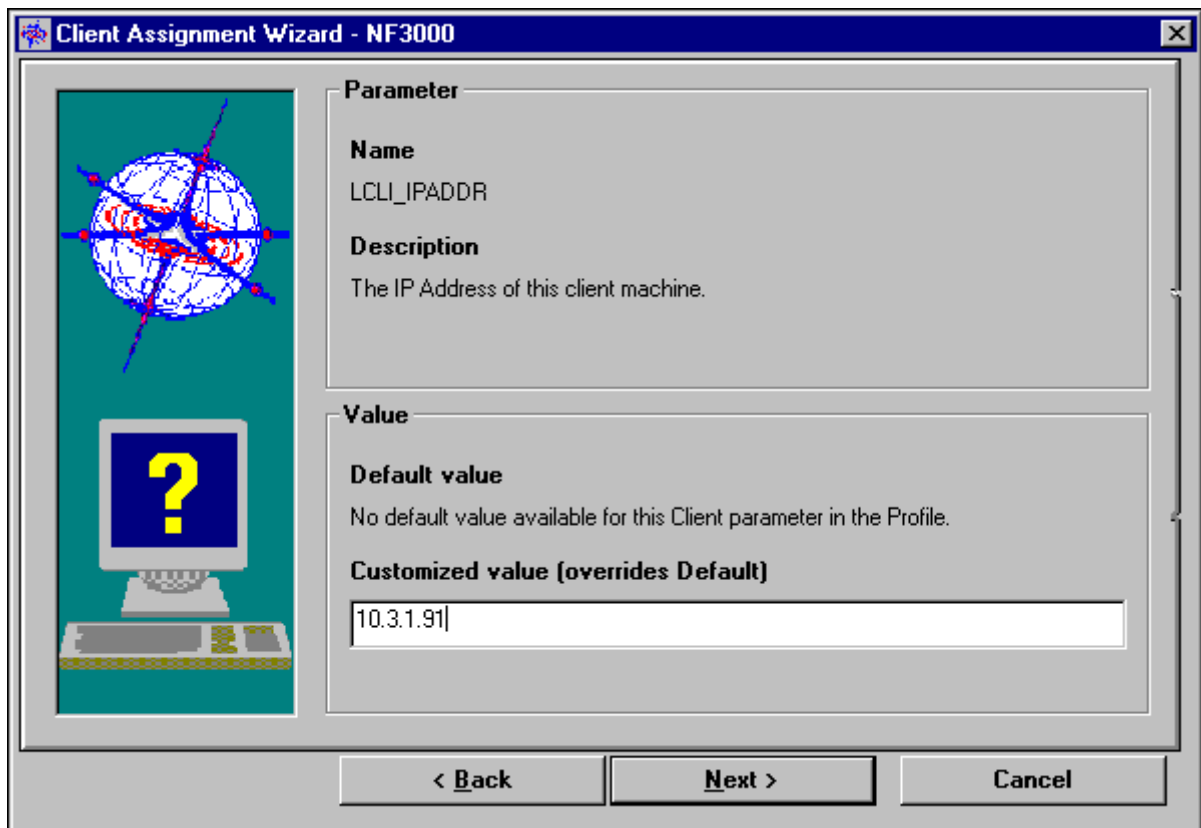 Client Assignment Wizard - NF3000
Parameter
Name
LCLI_IPADDR
Description
The IP Address of this client machine.
Value
Default value
No default value available for this Client parameter in the Profile.
Customized value (overrides Default)
10.3.1.91
?
< Back
Next >
Cancel